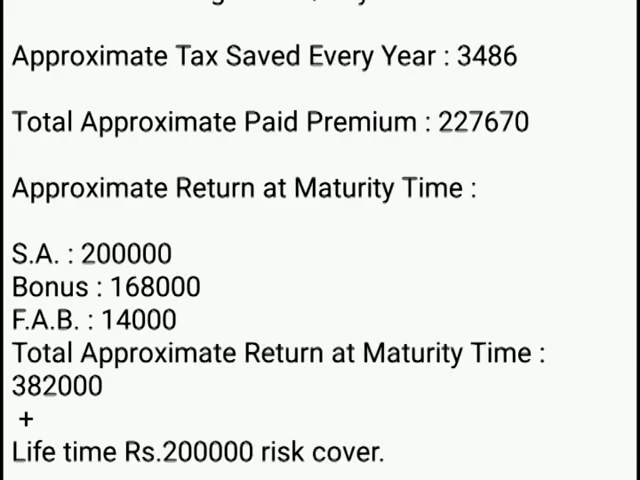 Approximate Tax Saved Every Year : 3486
Total Approximate Paid Premium : 227670
Approximate Return at Maturity Time :
S.A. : 200000
Bonus : 168000
F.A.B. : 14000
Total Approximate Return at Maturity Time :
382000
+
Life time Rs.200000 risk cover.